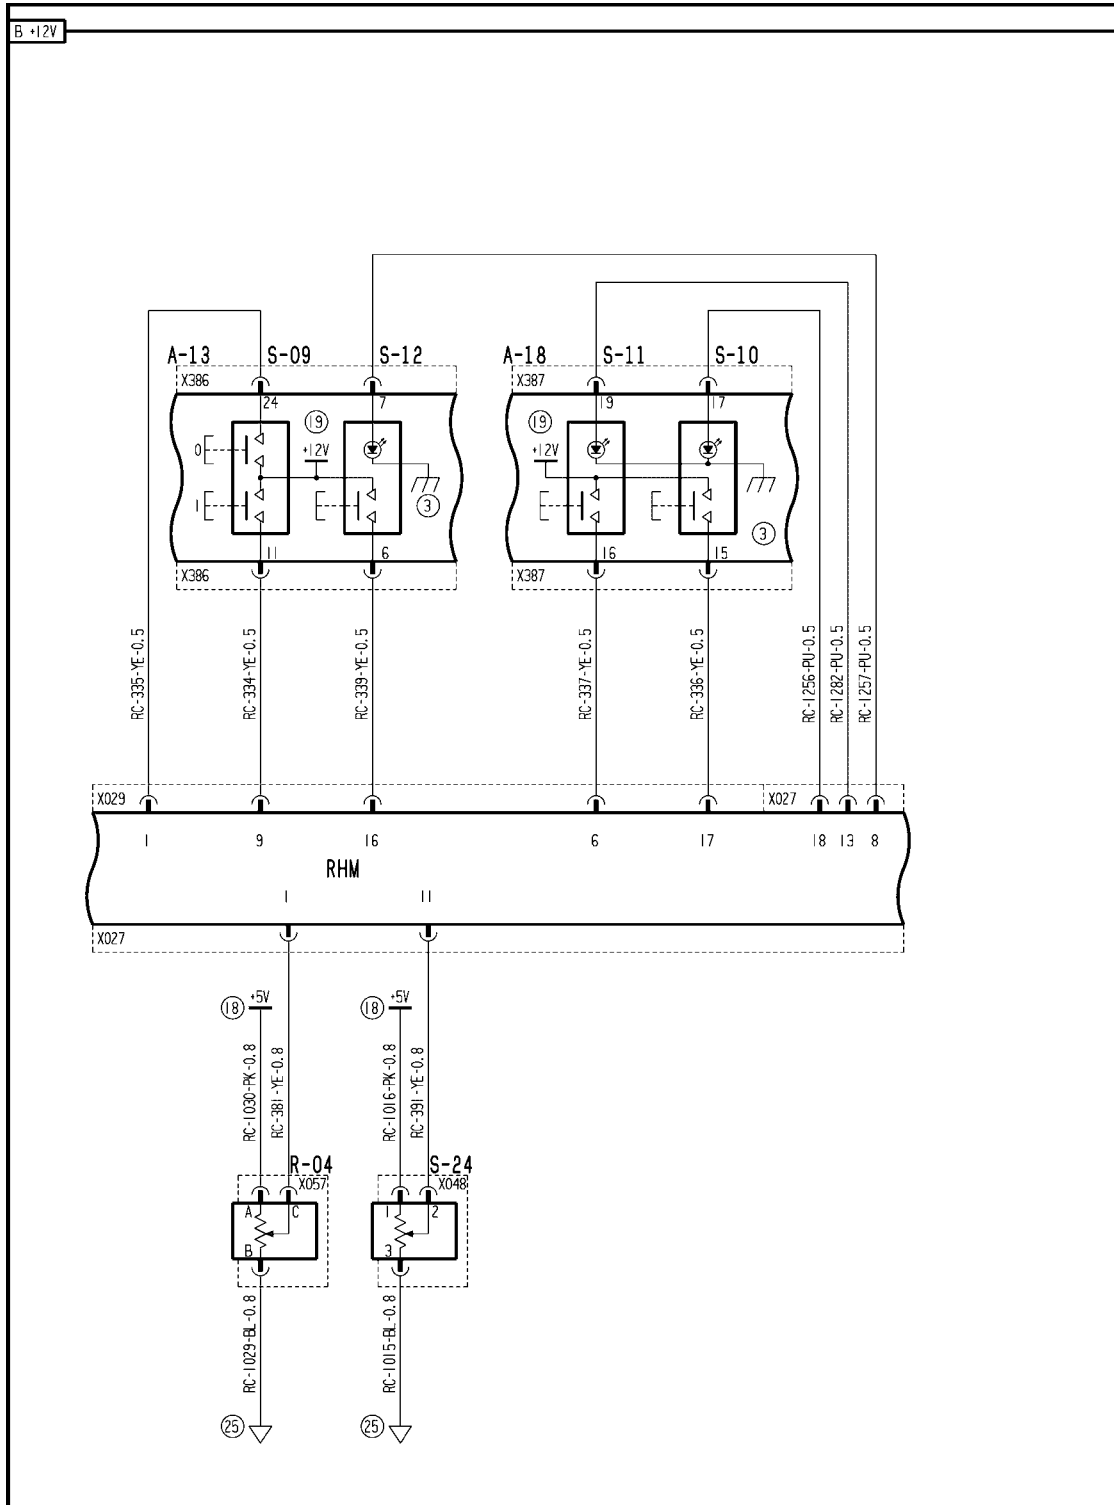 B +12V
A-13 S-09 S-12 A-18 S-11 S-10
X386 X387
24 7 19 17
19 19
0 +12V +12V
1 3
3
11 6 16 15
X386 X387
RC-335-YE-0.5 RC-334-YE-0.5 RC-339-YE-0.5 RC-337-YE-0.5 RC-336-YE-0.5 RC-1256-PU-0.5 RC-1282-PU-0.5 RC-1257-PU-0.5
X029 X027
1 9 16 6 17 18 13 8
RHM
1 11
X027
18 +5V 18 +5V
RC-1030-PK-0.8 RC-381-YE-0.8 RC-1016-PK-0.8 RC-391-YE-0.8
R-04 S-24
X057 X048
A C 1 2
B 3
RC-1029-BL-0.8 RC-1015-BL-0.8
25 25